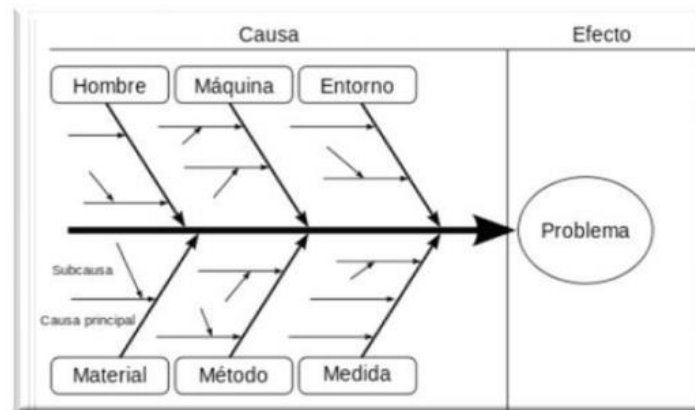 Causa
Efecto
Hombre
Máquina
Entorno
Problema
Subcausa
Causa principal
Material
Método
Medida